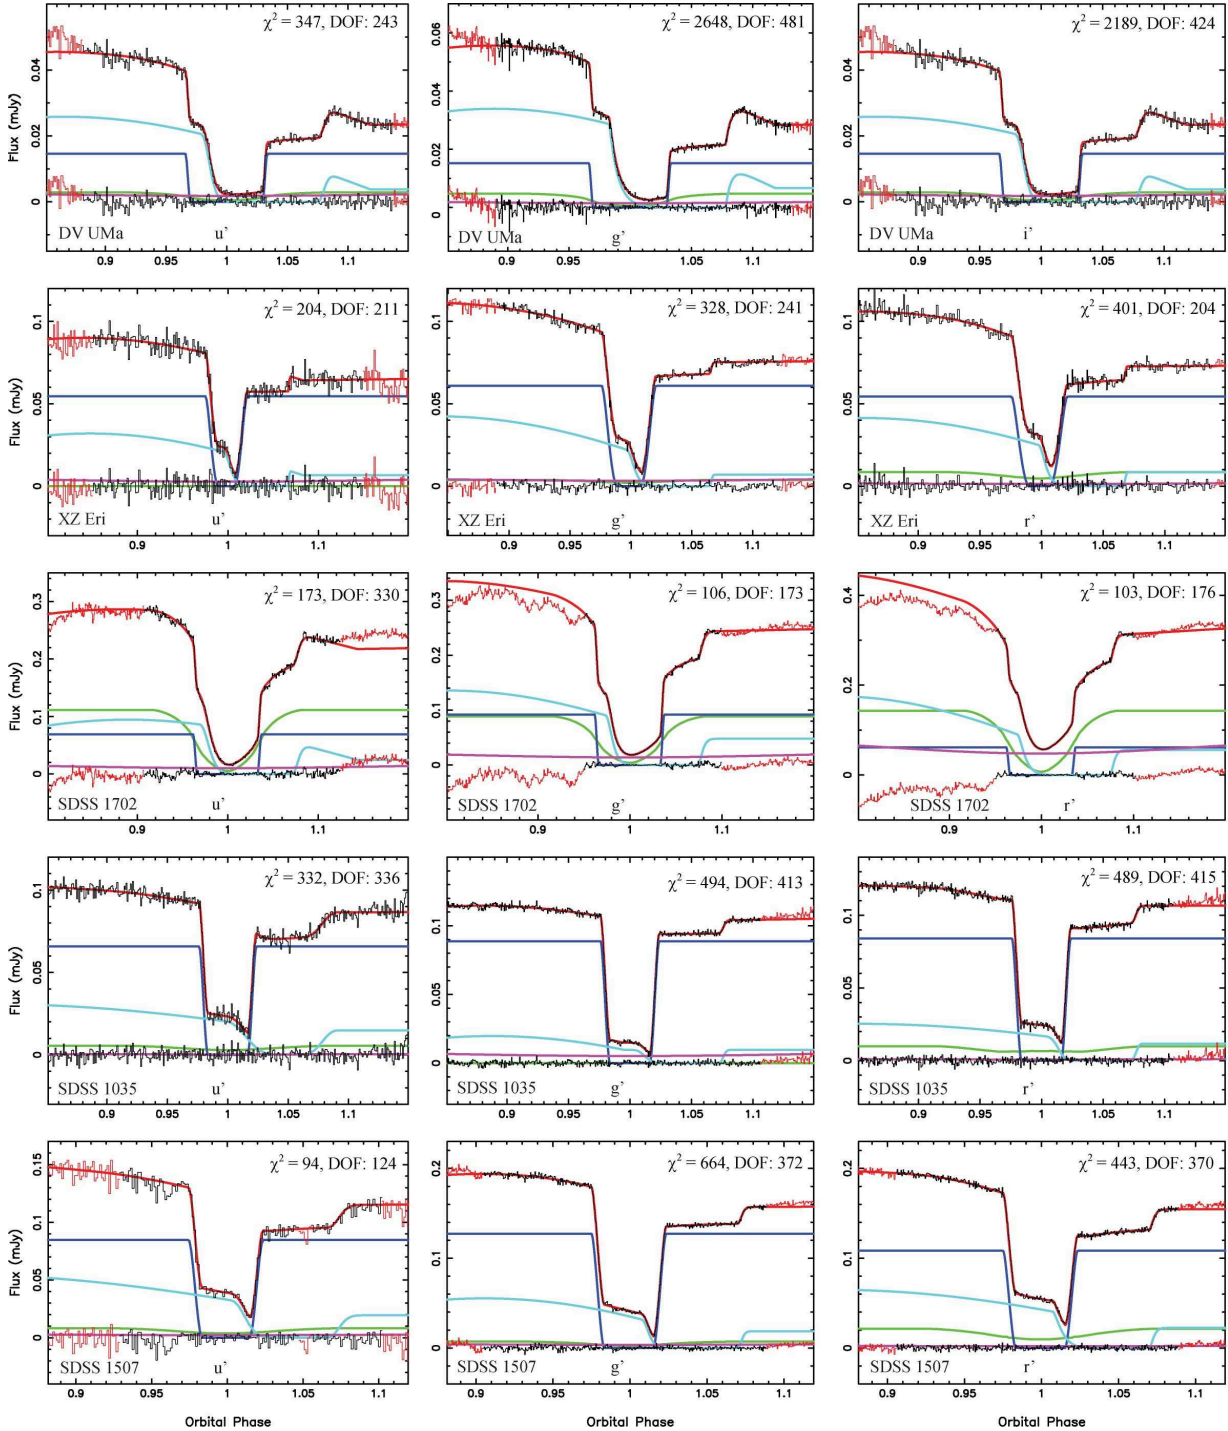 χ² = 347, DOF: 243
Flux (mJy)
0.04
0.02
0
DV UMa
u'
0.9
0.95
1
1.05
1.1
χ² = 2648, DOF: 481
0.06
0.04
0.02
0
DV UMa
g'
0.9
0.95
1
1.05
1.1
χ² = 2189, DOF: 424
0.04
0.02
0
DV UMa
i'
0.9
0.95
1
1.05
1.1
χ² = 204, DOF: 211
Flux (mJy)
0.1
0.05
0
XZ Eri
u'
0.9
1
1.1
χ² = 328, DOF: 241
0.1
0.05
0
XZ Eri
g'
0.9
0.95
1
1.05
1.1
χ² = 401, DOF: 204
0.1
0.05
0
XZ Eri
r'
0.9
0.95
1
1.05
1.1
χ² = 173, DOF: 330
Flux (mJy)
0.3
0.2
0.1
0
SDSS 1702
u'
0.9
1
1.1
χ² = 106, DOF: 173
0.3
0.2
0.1
0
SDSS 1702
g'
0.9
1
1.1
χ² = 103, DOF: 176
0.4
0.2
0
SDSS 1702
r'
0.9
1
1.1
χ² = 332, DOF: 336
Flux (mJy)
0.1
0.05
0
SDSS 1035
u'
0.9
0.95
1
1.05
1.1
χ² = 494, DOF: 413
0.1
0.05
0
SDSS 1035
g'
0.9
0.95
1
1.05
1.1
χ² = 489, DOF: 415
0.1
0.05
0
SDSS 1035
r'
0.9
0.95
1
1.05
1.1
χ² = 94, DOF: 124
Flux (mJy)
0.15
0.1
0.05
0
SDSS 1507
u'
0.9
0.95
1
1.05
1.1
Orbital Phase
χ² = 664, DOF: 372
0.2
0.1
0
SDSS 1507
g'
0.9
0.95
1
1.05
1.1
Orbital Phase
χ² = 443, DOF: 370
0.2
0.1
0
SDSS 1507
r'
0.9
0.95
1
1.05
1.1
Orbital Phase